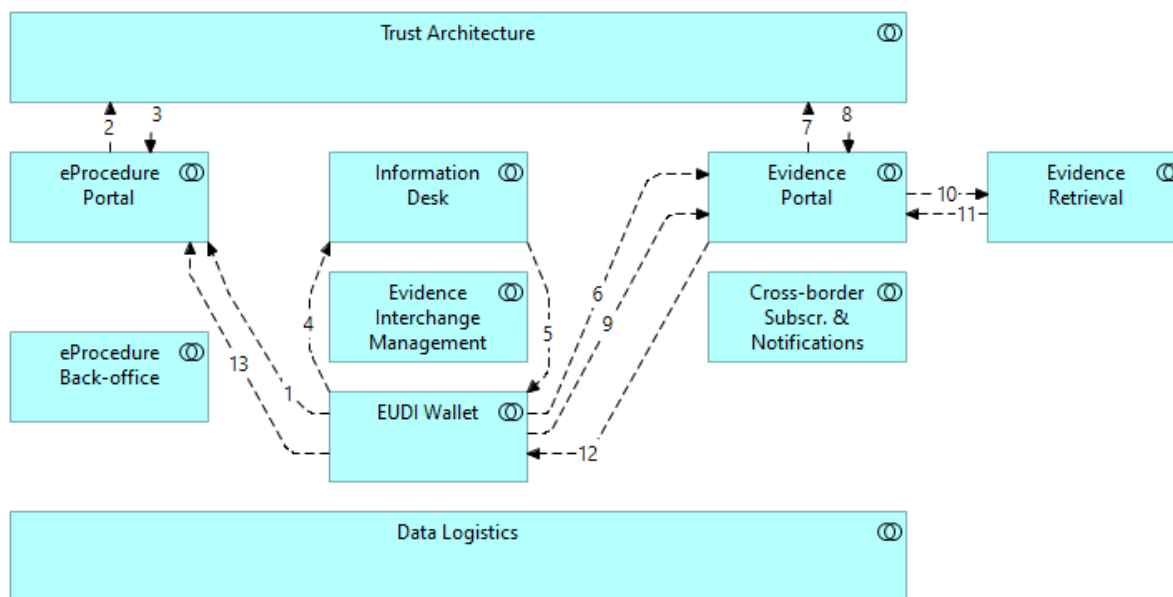 Trust Architecture
2
3
7
8
eProcedure
Portal
Information
Desk
Evidence
Portal
10
11
Evidence
Retrieval
Evidence
Interchange
Management
Cross-border
Subscr. &
Notifications
eProcedure
Back-office
13
1
4
5
6
9
12
EUDI Wallet
Data Logistics